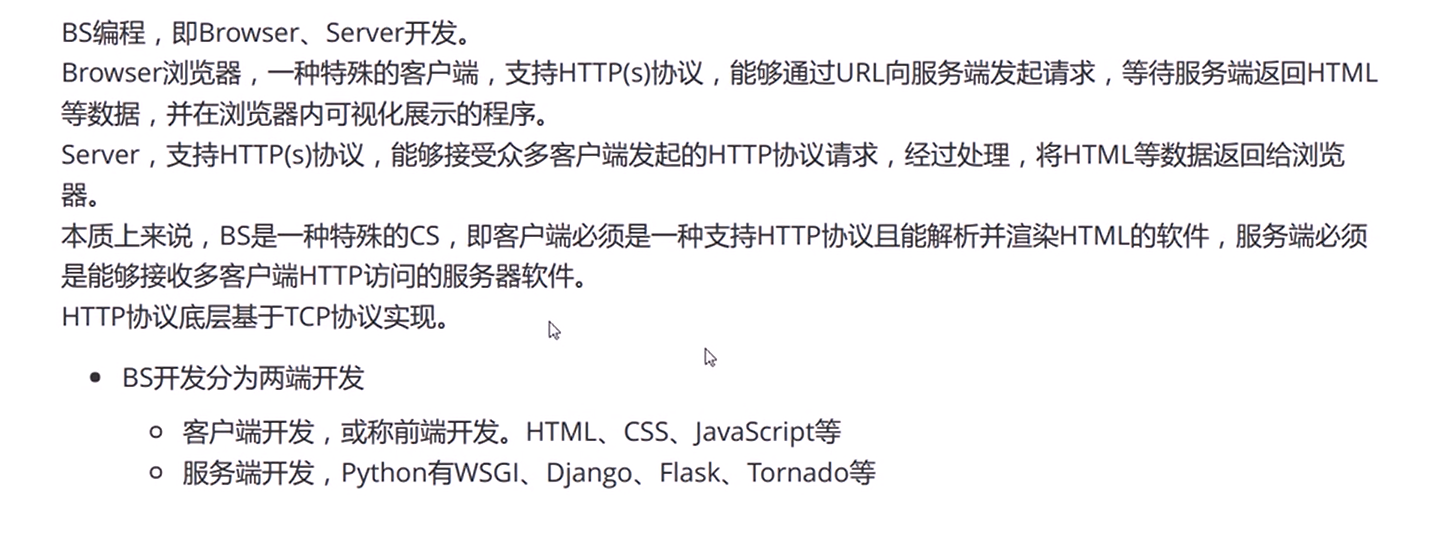 BS编程，即Browser、Server开发。
Browser浏览器，一种特殊的客户端，支持HTTP(s)协议，能够通过URL向服务端发起请求，等待服务端返回HTML
等数据，并在浏览器内可视化展示的程序。
Server，支持HTTP(s)协议，能够接受众多客户端发起的HTTP协议请求，经过处理，将HTML等数据返回给浏览
器。
本质上来说，BS是一种特殊的CS，即客户端必须是一种支持HTTP协议且能解析并渲染HTML的软件，服务端必须
是能够接收多客户端HTTP访问的服务器软件。
HTTP协议底层基于TCP协议实现。
• BS开发分为两端开发
○ 客户端开发，或称前端开发。HTML、CSS、JavaScript等
○ 服务端开发，Python有WSGI、Django、Flask、Tornado等